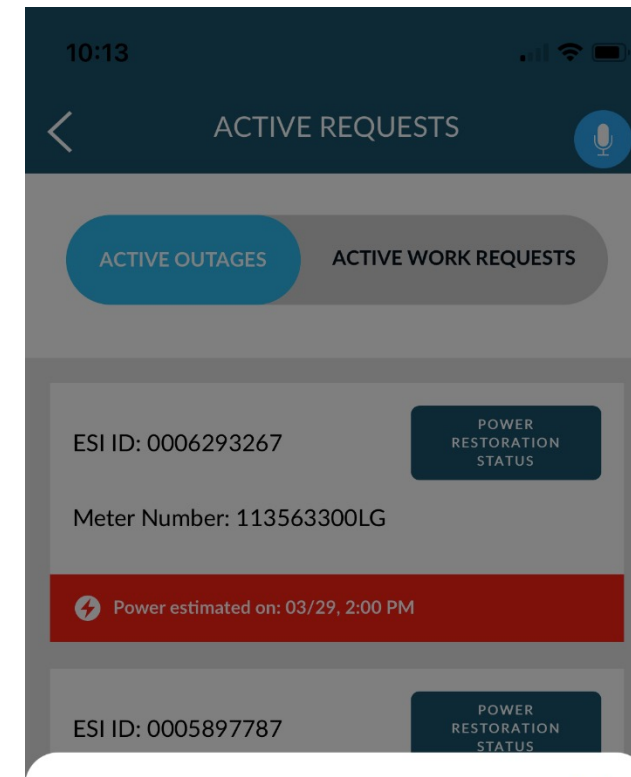 10:13
ACTIVE REQUESTS
ACTIVE OUTAGES
ACTIVE WORK REQUESTS
ESI ID: 0006293267
POWER
RESTORATION
STATUS
Meter Number: 113563300LG
Power estimated on: 03/29, 2:00 PM
ESI ID: 0005897787
POWER
RESTORATION
STATUS